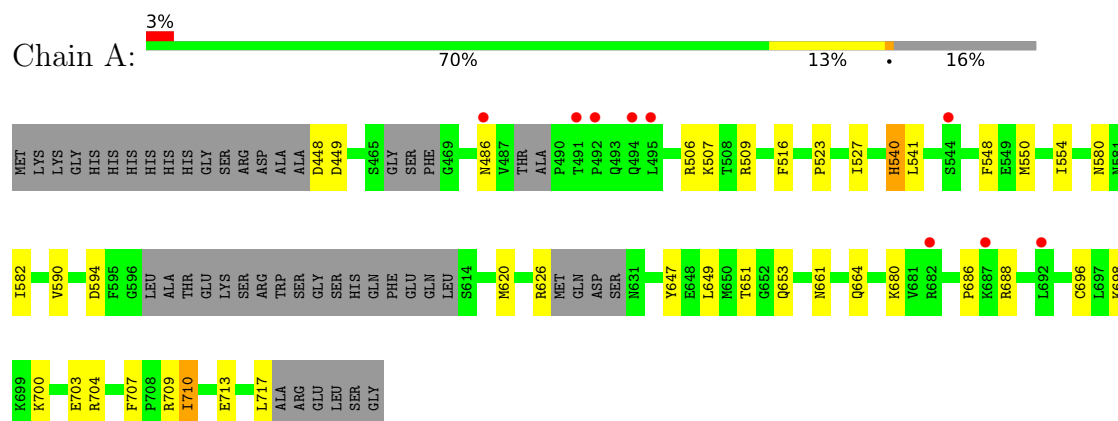 3%
Chain A:
70% 13% • 16%
MET LYS LYS GLY HIS HIS HIS HIS HIS HIS GLY SER ARG ASP ALA ALA D448 D449 S465 GLY SER PHE G469 N486 V487 THR ALA P490 T491 P492 Q493 Q494 L495 R506 K507 T508 R509 F516 P523 I527 H540 L541 S544 F548 E549 M550 I554 N580 N581
I582 V590 D594 F595 G596 LEU ALA THR GLU LYS SER ARG TRP SER GLY SER HIS GLN PHE GLU GLN LEU S614 M620 R626 MET GLN ASP SER N631 Y647 E648 L649 M650 T651 G652 Q653 N661 Q664 K680 V681 R682 P686 K687 R688 L692 C696 L697 K698
K699 K700 E703 R704 F707 P708 R709 I710 E713 L717 ALA ARG GLU LEU SER GLY